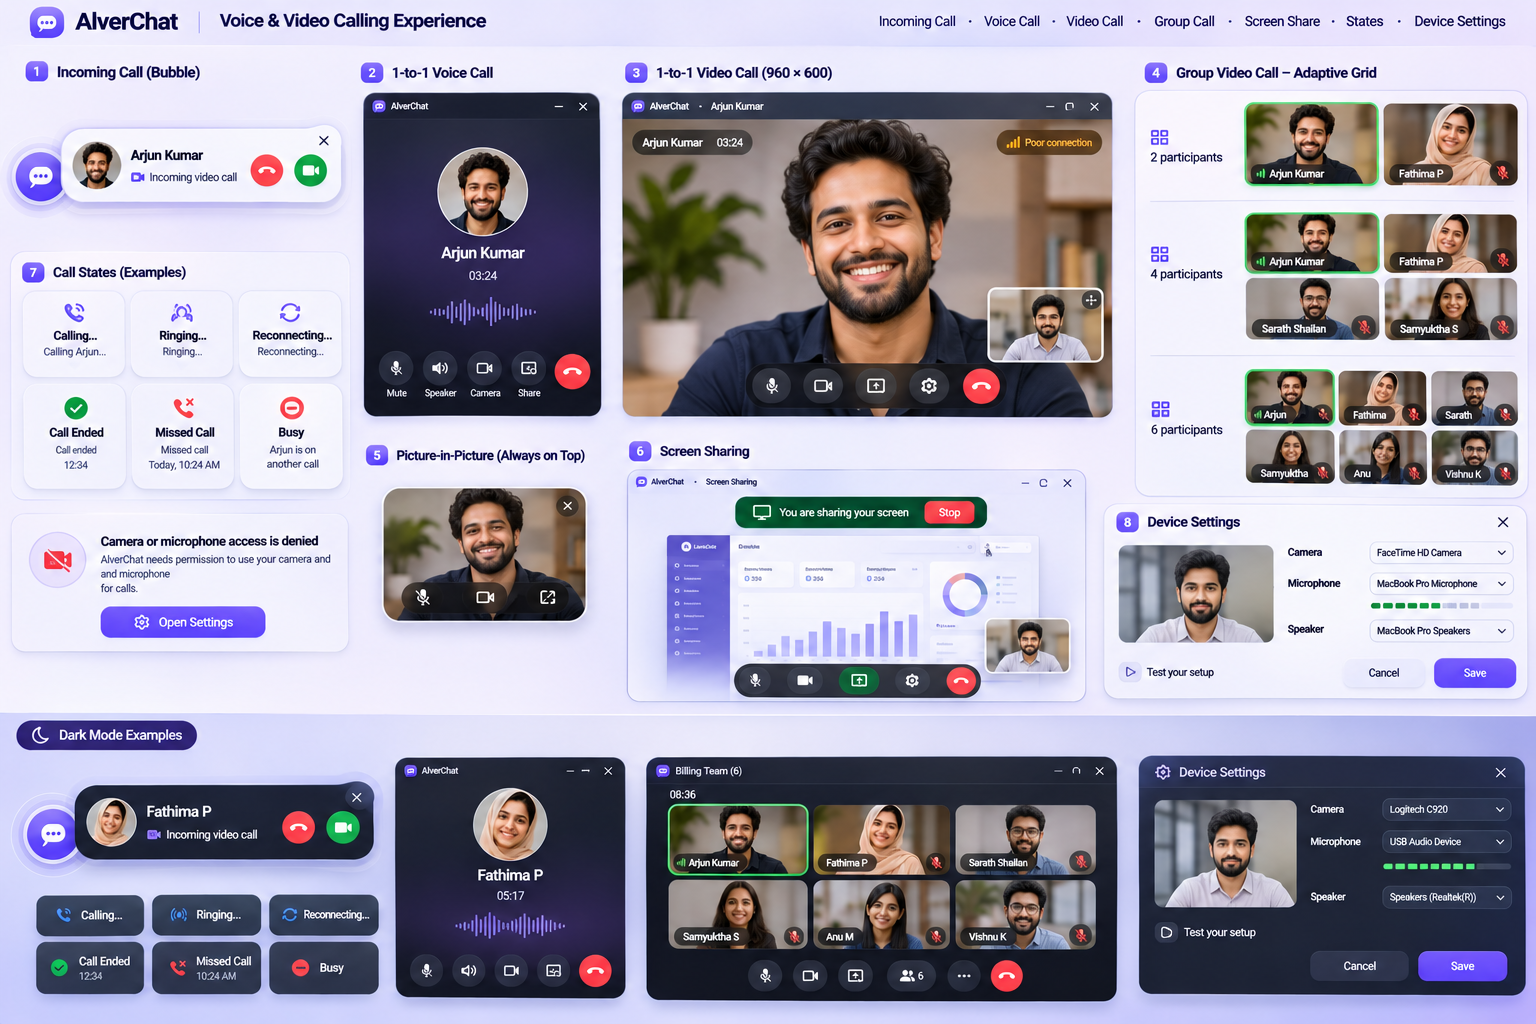 AlverChat
Voice & Video Calling Experience
Incoming Call • Voice Call • Video Call • Group Call • Screen Share • States • Device Settings
1 Incoming Call (Bubble)
Arjun Kumar
Incoming video call
2 1-to-1 Voice Call
AlverChat
Arjun Kumar
03:24
Mute Speaker Camera Share
3 1-to-1 Video Call (960 × 600)
AlverChat • Arjun Kumar
Arjun Kumar 03:24
Poor connection
4 Group Video Call – Adaptive Grid
2 participants
Arjun Kumar
Fathima P
4 participants
Arjun Kumar
Fathima P
Sarath Shailan
Samyuktha S
6 participants
Arjun
Fathima
Sarath
Samyuktha
Anu
Vishnu K
7 Call States (Examples)
Calling...
Calling Arjun...
Ringing...
Ringing...
Reconnecting...
Reconnecting...
Call Ended
Call ended
12:34
Missed Call
Missed call
Today, 10:24 AM
Busy
Arjun is on
another call
Camera or microphone access is denied
AlverChat needs permission to use your camera and
and microphone
for calls.
Open Settings
5 Picture-in-Picture (Always on Top)
6 Screen Sharing
AlverChat • Screen Sharing
You are sharing your screen
Stop
8 Device Settings
Camera
FaceTime HD Camera
Microphone
MacBook Pro Microphone
Speaker
MacBook Pro Speakers
Test your setup
Cancel
Save
Dark Mode Examples
Fathima P
Incoming video call
Calling...
Ringing...
Reconnecting...
Call Ended
12:34
Missed Call
10:24 AM
Busy
AlverChat
Fathima P
05:17
Billing Team (6)
08:36
Arjun Kumar
Fathima P
Sarath Shailan
Samyuktha S
Anu M
Vishnu K
6
Device Settings
Camera
Logitech C920
Microphone
USB Audio Device
Speaker
Speakers (Realtek(R))
Test your setup
Cancel
Save